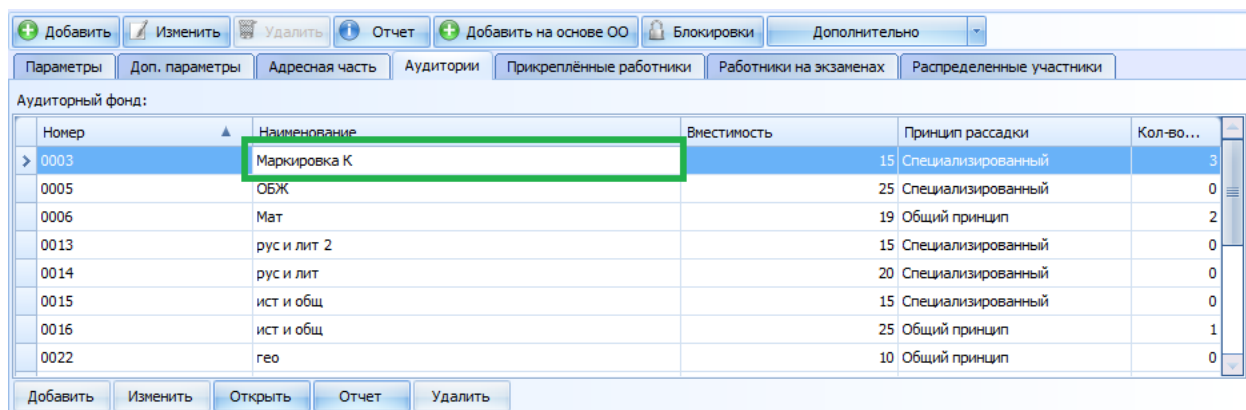 Добавить Изменить Удалить Отчет Добавить на основе ОО Блокировки Дополнительно
Параметры Доп. параметры Адресная часть Аудитории Прикреплённые работники Работники на экзаменах Распределенные участники
Аудиторный фонд:
Номер Наименование Вместимость Принцип рассадки Кол-во...
0003 Маркировка К 15 Специализированный 3
0005 ОБЖ 25 Специализированный 0
0006 Мат 19 Общий принцип 2
0013 рус и лит 2 15 Специализированный 0
0014 рус и лит 20 Специализированный 0
0015 ист и общ 15 Специализированный 0
0016 ист и общ 25 Общий принцип 1
0022 гео 10 Общий принцип 0
Добавить Изменить Открыть Отчет Удалить